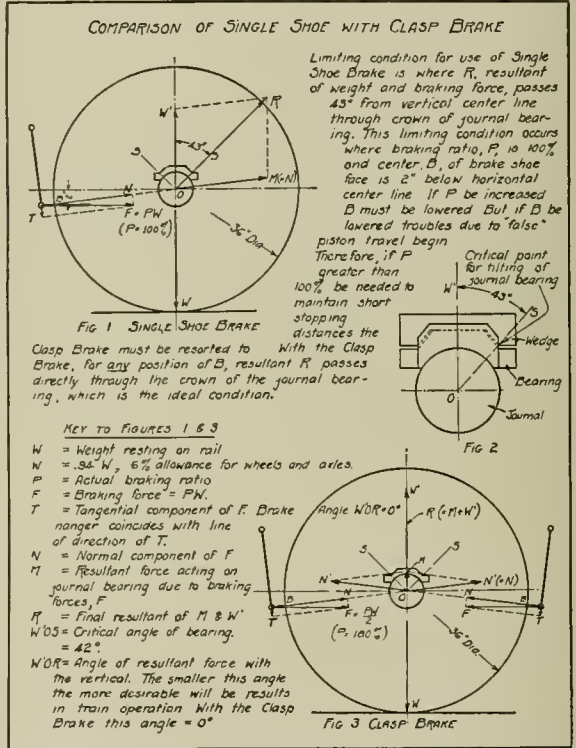 COMPARISON OF SINGLE SHOE WITH CLASP BRAKE
Limiting condition for use of Single
Shoe Brake is where R, resultant
of weight and braking force, passes
43° from vertical center line
through crown of journal bear-
ing. This limiting condition occurs
where braking ratio, P, is 100%
and center, B, of brake shoe
face is 2" below horizontal
center line If P be increased
B must be lowered But if B be
lowered troubles due to "false"
piston travel begin
Therefore, if P
greater than
100% be needed to
maintain short
stopping
distances the
Clasp Brake must be resorted to With the Clasp
Brake, for any position of B, resultant R passes
directly through the crown of the journal bear-
ing, which is the ideal condition.
W'
R
43°
S
S
M(=N)
O
N
B
T
F = PW
(P=100%)
36" Dia
W
FIG 1 SINGLE SHOE BRAKE
Critical point
for tilting of
journal bearing
W'
43°
S
Wedge
Bearing
Journal
O
FIG 2
KEY TO FIGURES 1 & 3
W = Weight resting on rail
W = .94 W, 6% allowance for wheels and axles.
P = Actual braking ratio
F = Braking force = PW.
T = Tangential component of F. Brake
hanger coincides with line
of direction of T.
N = Normal component of F
M = Resultant force acting on
journal bearing due to braking
forces, F
R = Final resultant of M & W'
W'OS = Critical angle of bearing.
= 42°.
W'OR = Angle of resultant force with
the vertical. The smaller this angle
the more desirable will be results
in train operation With the Clasp
Brake this angle = 0°
Angle W'OR=0°
W'
R (=M+W')
S
M
S
N'
N'(=N)
O
N
N
B
B
T
T
F = PW/2
(P=100%)
F
36" Dia.
W
FIG 3 CLASP BRAKE